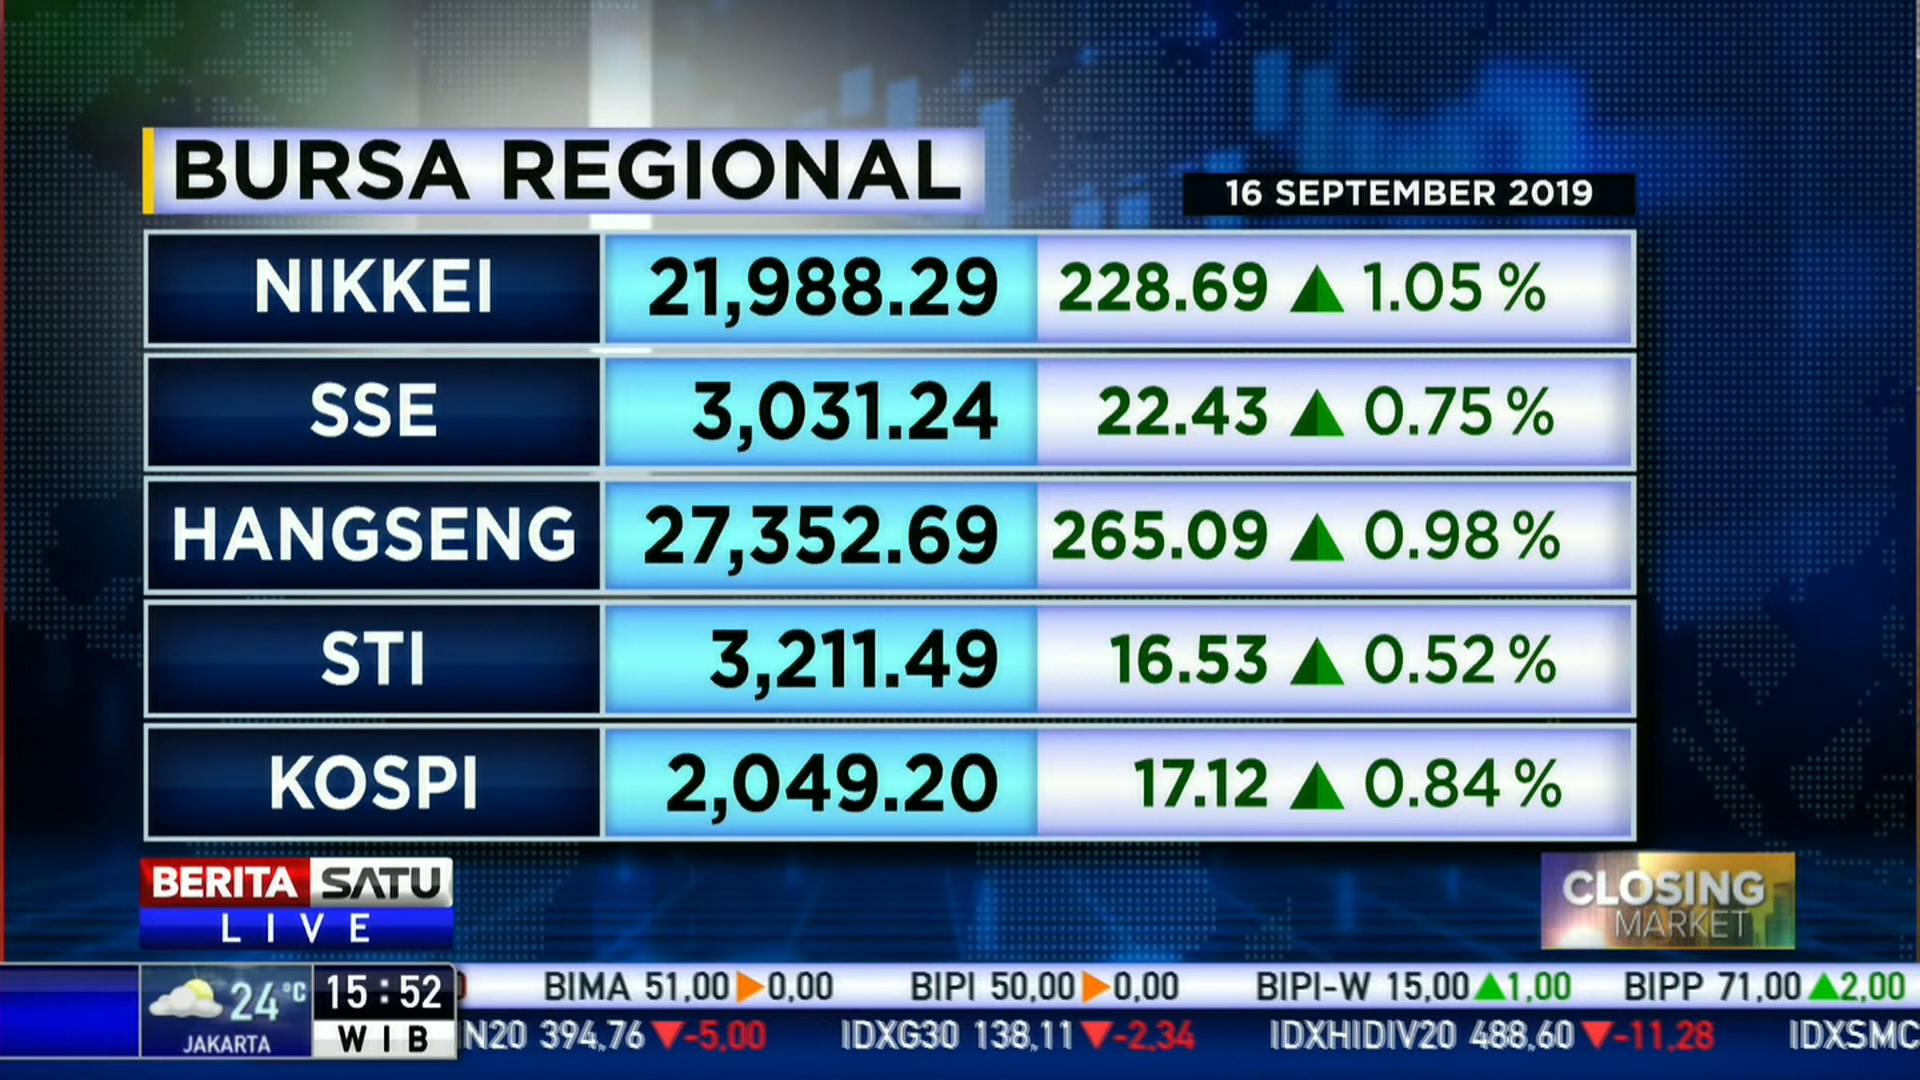 BURSA REGIONAL
16 SEPTEMBER 2019
NIKKEI 21,988.29 228.69 ▲ 1.05 %
SSE 3,031.24 22.43 ▲ 0.75 %
HANGSENG 27,352.69 265.09 ▲ 0.98 %
STI 3,211.49 16.53 ▲ 0.52 %
KOSPI 2,049.20 17.12 ▲ 0.84 %
BERITA SATU
LIVE
CLOSING
MARKET
24°C
JAKARTA
15:52
WIB
BIMA 51,00 ▶ 0,00 BIPI 50,00 ▶ 0,00 BIPI-W 15,00 ▲ 1,00 BIPP 71,00 ▲ 2,00
N20 394,76 ▼ -5,00 IDXG30 138,11 ▼ -2,34 IDXHIDIV20 488,60 ▼ -11,28 IDXSMC